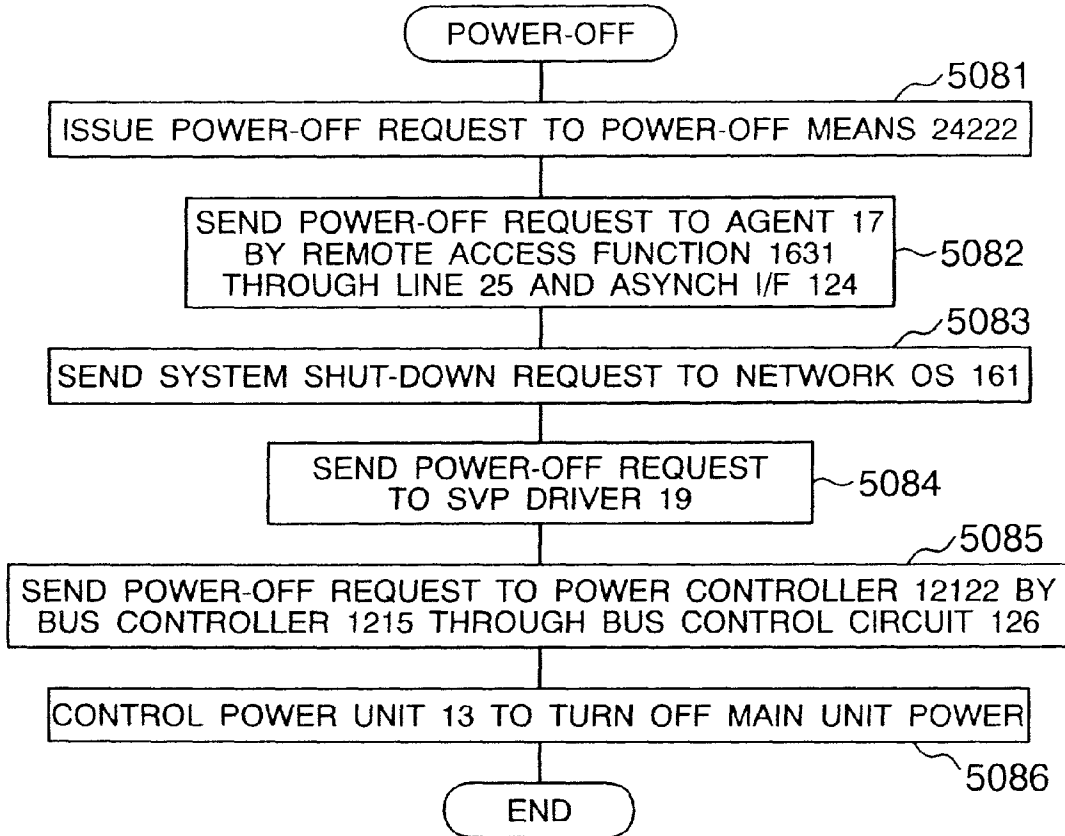 POWER-OFF
5081
ISSUE POWER-OFF REQUEST TO POWER-OFF MEANS 24222
SEND POWER-OFF REQUEST TO AGENT 17
BY REMOTE ACCESS FUNCTION 1631
THROUGH LINE 25 AND ASYNCH I/F 124
5082
5083
SEND SYSTEM SHUT-DOWN REQUEST TO NETWORK OS 161
SEND POWER-OFF REQUEST
TO SVP DRIVER 19
5084
5085
SEND POWER-OFF REQUEST TO POWER CONTROLLER 12122 BY
BUS CONTROLLER 1215 THROUGH BUS CONTROL CIRCUIT 126
CONTROL POWER UNIT 13 TO TURN OFF MAIN UNIT POWER
5086
END